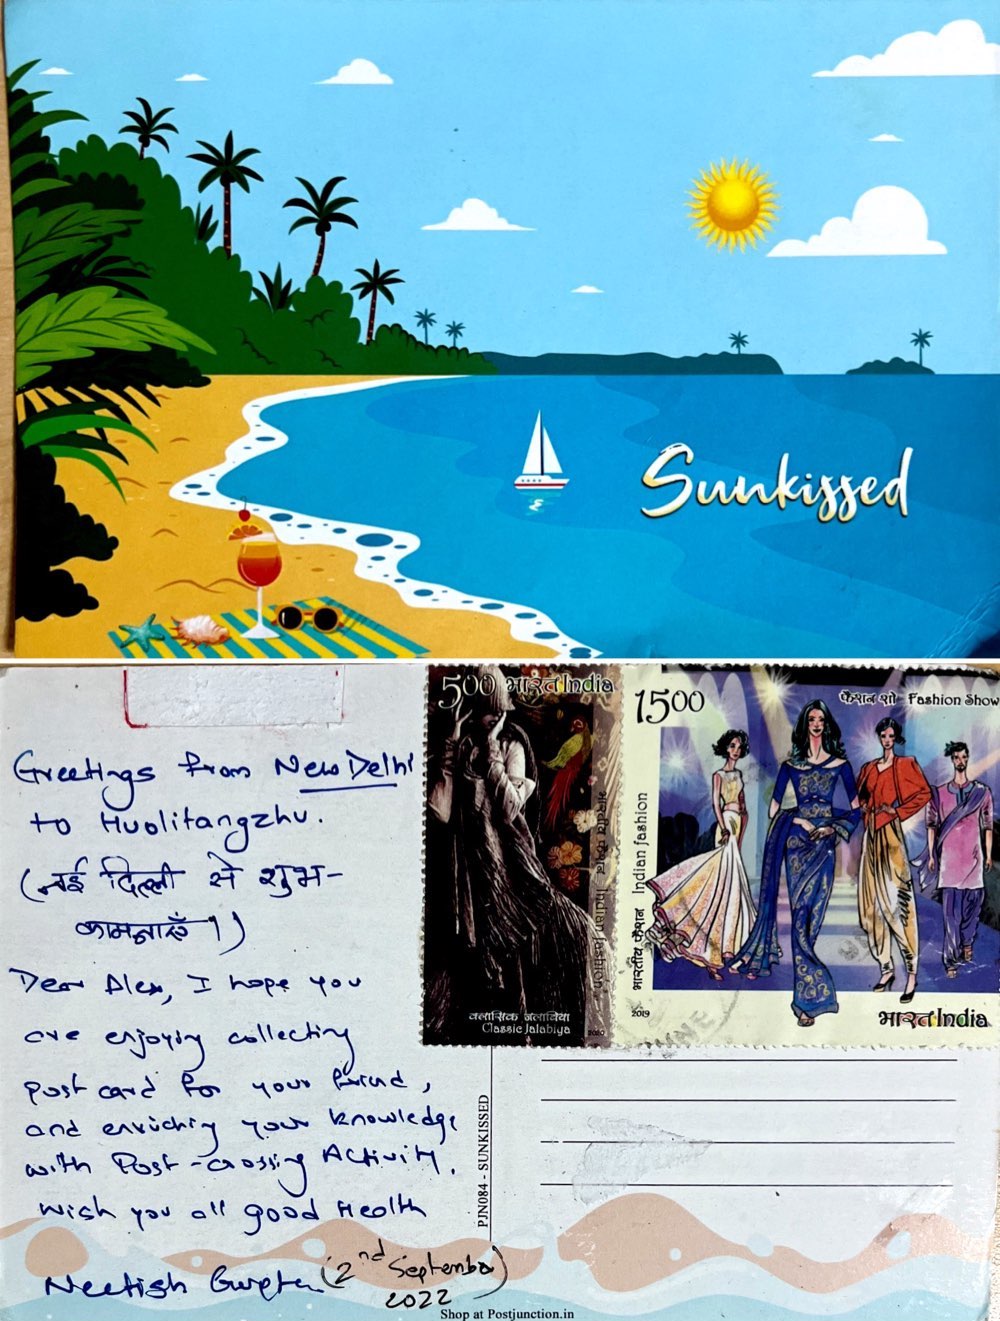 Sunkissed
Greetings from New Delhi
to Huolitangzhu.
(नई दिल्ली से शुभ-
कामनाएँ।)
Dear Alex, I hope you
are enjoying collecting
post card for your friend,
and enriching your knowledge
with Post-crossing Activity.
Wish you all good Health
Neetish Gupta (2nd September
2022)
500 भारत India
भारतीय फैशन Indian fashion
क्लासिक जलाबिया
Classic Jalabiya
2020
1500
फैशन शो Fashion Show
भारतीय फैशन Indian fashion
2019
भारत India
PJN084 - SUNKISSED
Shop at Postjunction.in